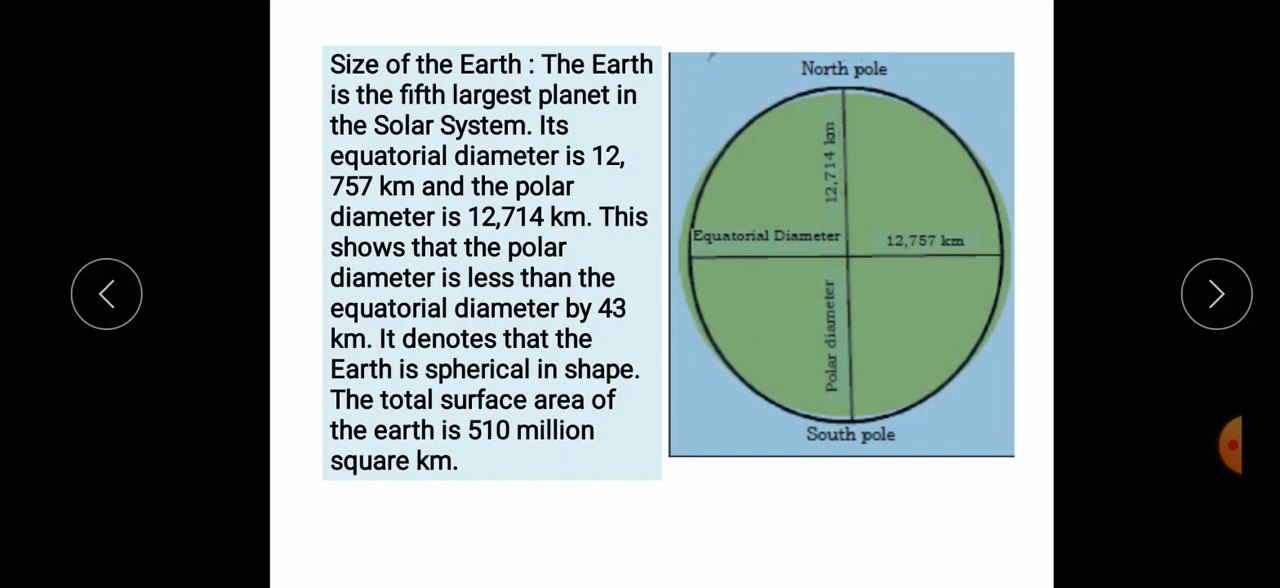 Size of the Earth : The Earth
is the fifth largest planet in
the Solar System. Its
equatorial diameter is 12,
757 km and the polar
diameter is 12,714 km. This
shows that the polar
diameter is less than the
equatorial diameter by 43
km. It denotes that the
Earth is spherical in shape.
The total surface area of
the earth is 510 million
square km.
North pole
12,714 km
Equatorial Diameter
12,757 km
Polar diameter
South pole